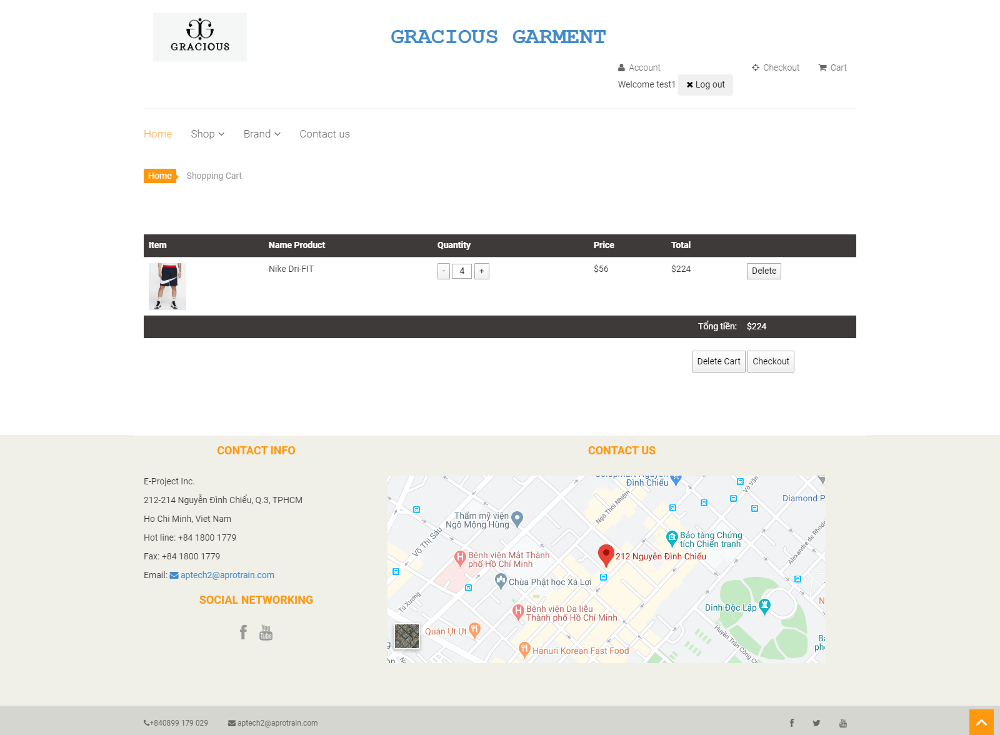 GRACIOUS
GRACIOUS GARMENT
Account
Checkout
Cart
Welcome test1
Log out
Home
Shop
Brand
Contact us
Home
Shopping Cart
Item Name Product Quantity Price Total
Nike Dri-FIT - 4 + $56 $224 Delete
Tổng tiền: $224
Delete Cart
Checkout
CONTACT INFO
E-Project Inc.
212-214 Nguyễn Đình Chiểu, Q.3, TPHCM
Ho Chi Minh, Viet Nam
Hot line: +84 1800 1779
Fax: +84 1800 1779
Email: aptech2@aprotrain.com
SOCIAL NETWORKING
You
Tube
CONTACT US
Co.opmart Nguyễn
Đình Chiểu
Võ Văn
Diamond P
Ngô Thời Nhiệm
Thẩm mỹ viện
Ngô Mộng Hùng
Võ Thị Sáu
Bảo tàng Chứng
tích Chiến tranh
Alexandre de Rhode
Bệnh viện Mắt Thành
phố Hồ Chí Minh
212 Nguyễn Đình Chiểu
Chùa Phật học Xá Lợi
Tú Xương
Bệnh viện Da liễu
Thành phố Hồ Chí Minh
Dinh Độc Lập
N
Quán Ụt Ụt
Huyền Trân Công C
Hanuri Korean Fast Food
+840899 179 029
aptech2@aprotrain.com